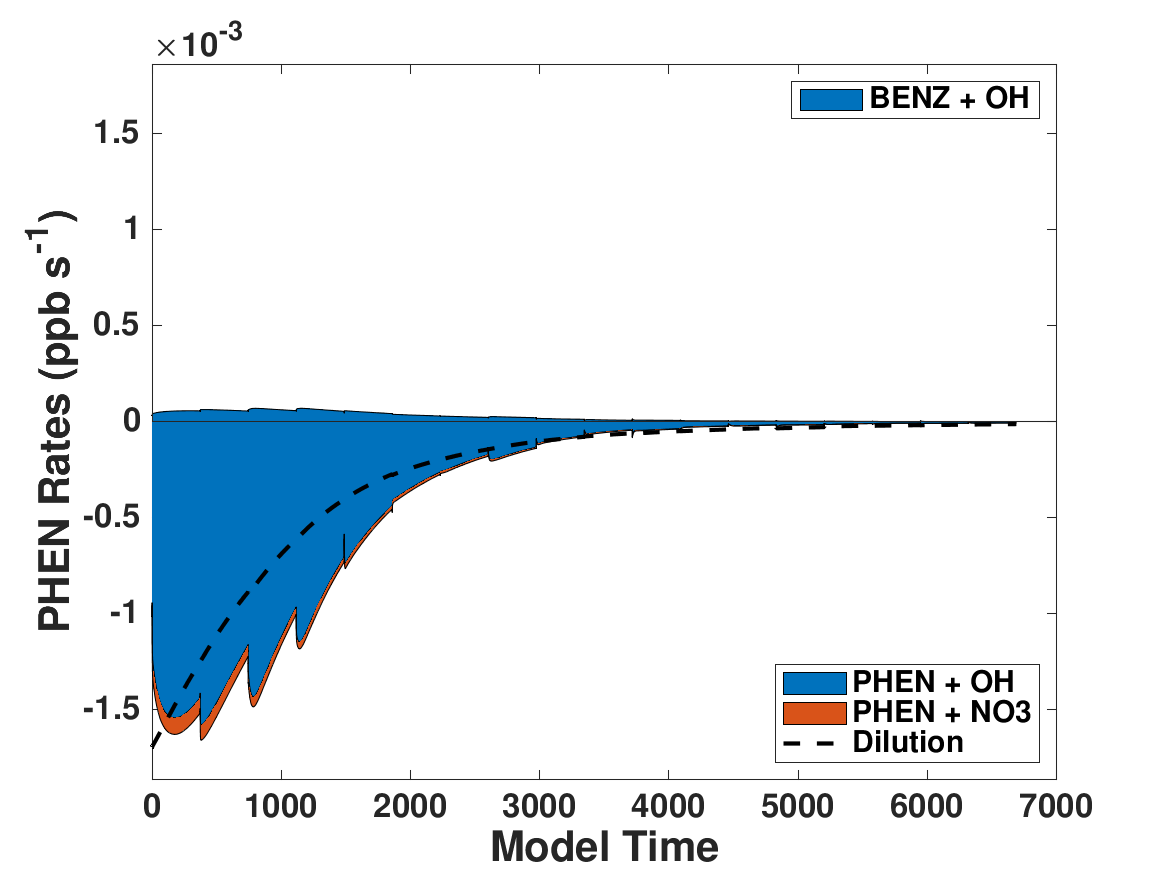 ×10-3
BENZ + OH
1.5
1
0.5
0
-0.5
-1
-1.5
PHEN Rates (ppb s-1)
PHEN + OH
PHEN + NO3
Dilution
0 1000 2000 3000 4000 5000 6000 7000
Model Time